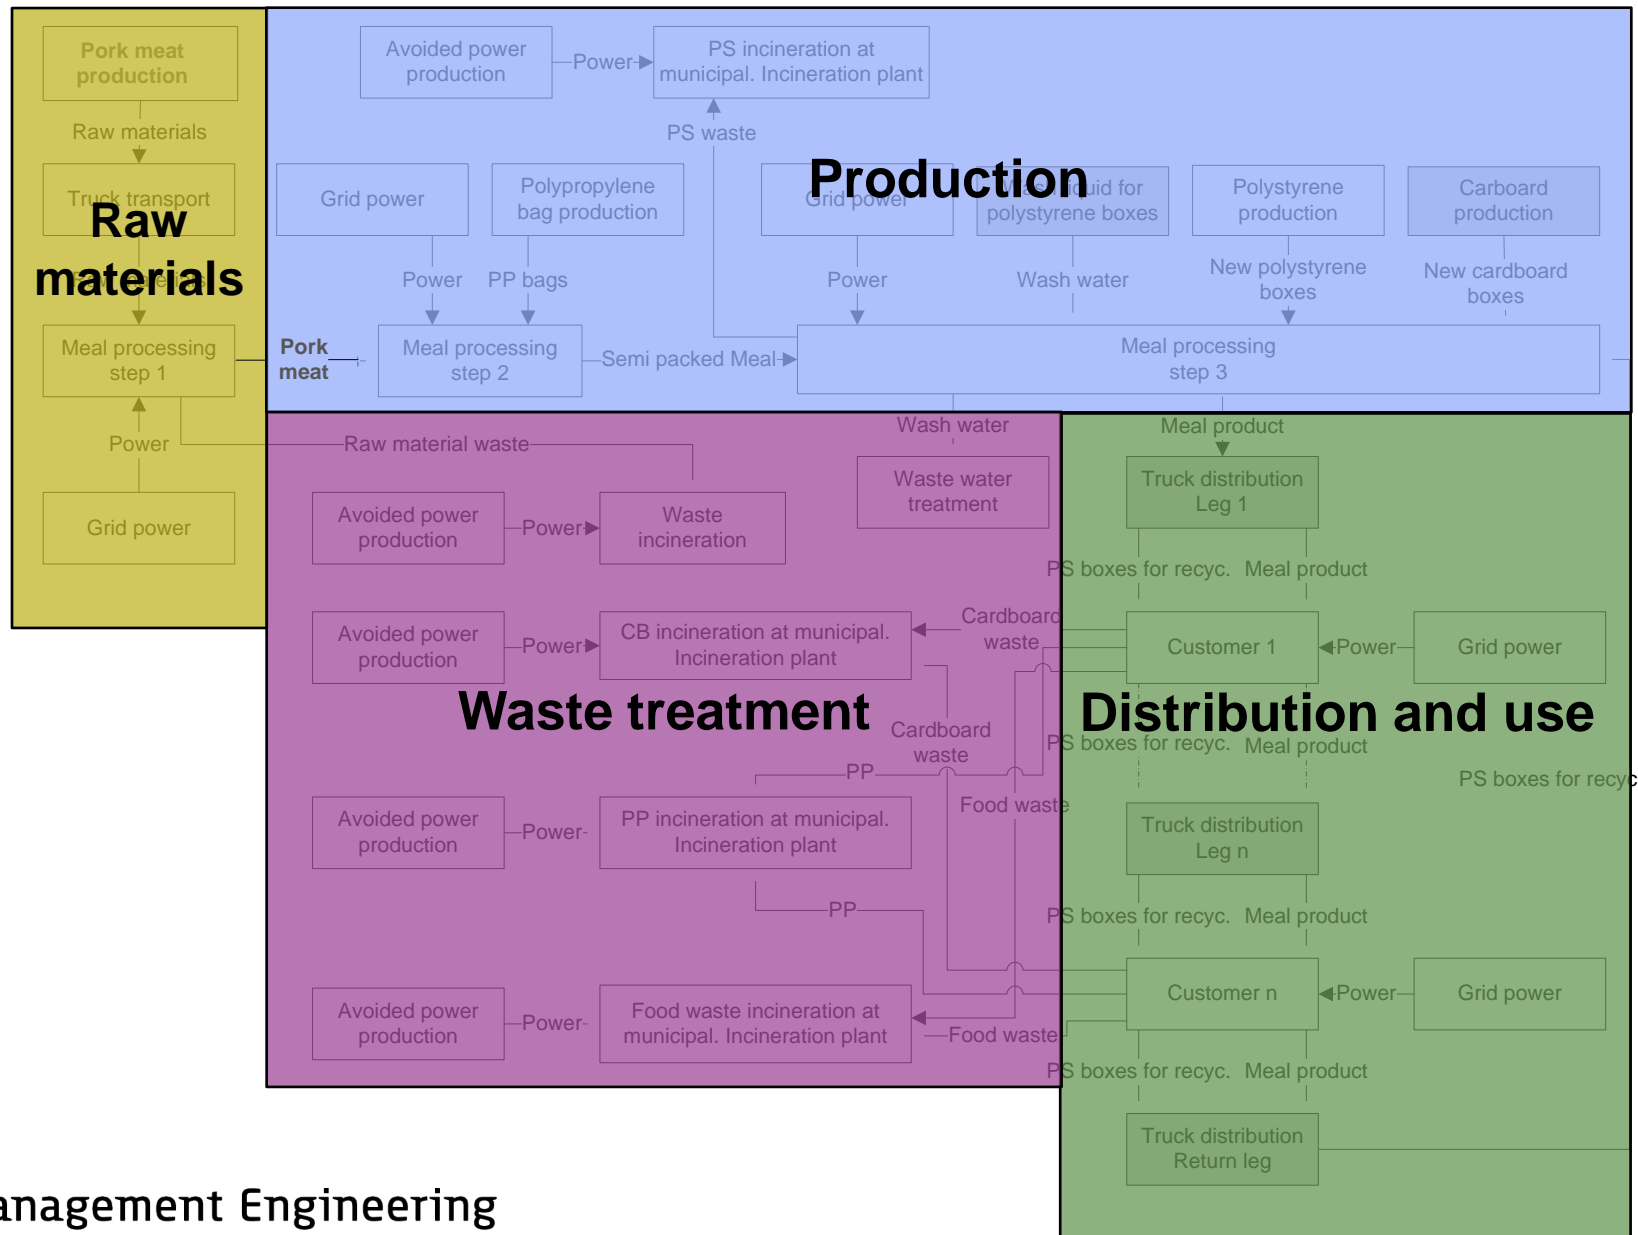 Pork meat
production
Raw materials
Truck transport
Raw materials
Raw
materials
Meal processing
step 1
Power
Grid power
Avoided power
production
Power
PS incineration at
municipal. Incineration plant
PS waste
Production
Grid power
Polypropylene
bag production
Grid power
Wash liquid for
polystyrene boxes
Polystyrene
production
Carboard
production
Power
PP bags
Power
Wash water
New polystyrene
boxes
New cardboard
boxes
Pork
meat
Meal processing
step 2
Semi packed Meal
Meal processing
step 3
Wash water
Meal product
Raw material waste
Waste water
treatment
Truck distribution
Leg 1
Avoided power
production
Power
Waste
incineration
PS boxes for recyc.
Meal product
Avoided power
production
Power
CB incineration at municipal.
Incineration plant
Cardboard
waste
Customer 1
Power
Grid power
Waste treatment
Distribution and use
Cardboard
waste
PS boxes for recyc.
Meal product
PP
PS boxes for recyc
Food waste
Avoided power
production
Power
PP incineration at municipal.
Incineration plant
Truck distribution
Leg n
PP
PS boxes for recyc.
Meal product
Avoided power
production
Power
Food waste incineration at
municipal. Incineration plant
Food waste
Customer n
Power
Grid power
PS boxes for recyc.
Meal product
Truck distribution
Return leg
anagement Engineering